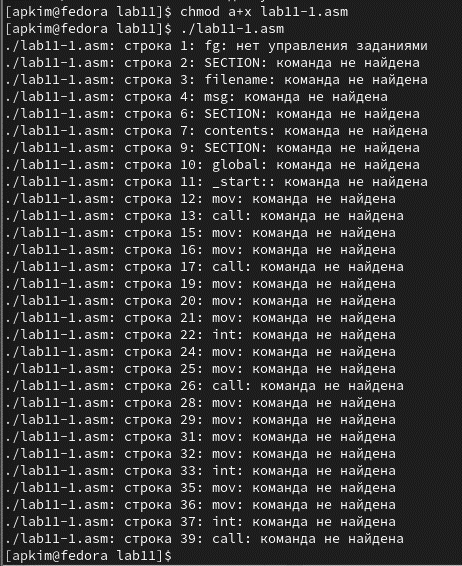 [apkim@fedora lab11]$ chmod a+x lab11-1.asm
[apkim@fedora lab11]$ ./lab11-1.asm
./lab11-1.asm: строка 1: fg: нет управления заданиями
./lab11-1.asm: строка 2: SECTION: команда не найдена
./lab11-1.asm: строка 3: filename: команда не найдена
./lab11-1.asm: строка 4: msg: команда не найдена
./lab11-1.asm: строка 6: SECTION: команда не найдена
./lab11-1.asm: строка 7: contents: команда не найдена
./lab11-1.asm: строка 9: SECTION: команда не найдена
./lab11-1.asm: строка 10: global: команда не найдена
./lab11-1.asm: строка 11: _start:: команда не найдена
./lab11-1.asm: строка 12: mov: команда не найдена
./lab11-1.asm: строка 13: call: команда не найдена
./lab11-1.asm: строка 15: mov: команда не найдена
./lab11-1.asm: строка 16: mov: команда не найдена
./lab11-1.asm: строка 17: call: команда не найдена
./lab11-1.asm: строка 19: mov: команда не найдена
./lab11-1.asm: строка 20: mov: команда не найдена
./lab11-1.asm: строка 21: mov: команда не найдена
./lab11-1.asm: строка 22: int: команда не найдена
./lab11-1.asm: строка 24: mov: команда не найдена
./lab11-1.asm: строка 25: mov: команда не найдена
./lab11-1.asm: строка 26: call: команда не найдена
./lab11-1.asm: строка 28: mov: команда не найдена
./lab11-1.asm: строка 29: mov: команда не найдена
./lab11-1.asm: строка 31: mov: команда не найдена
./lab11-1.asm: строка 32: mov: команда не найдена
./lab11-1.asm: строка 33: int: команда не найдена
./lab11-1.asm: строка 35: mov: команда не найдена
./lab11-1.asm: строка 36: mov: команда не найдена
./lab11-1.asm: строка 37: int: команда не найдена
./lab11-1.asm: строка 39: call: команда не найдена
[apkim@fedora lab11]$